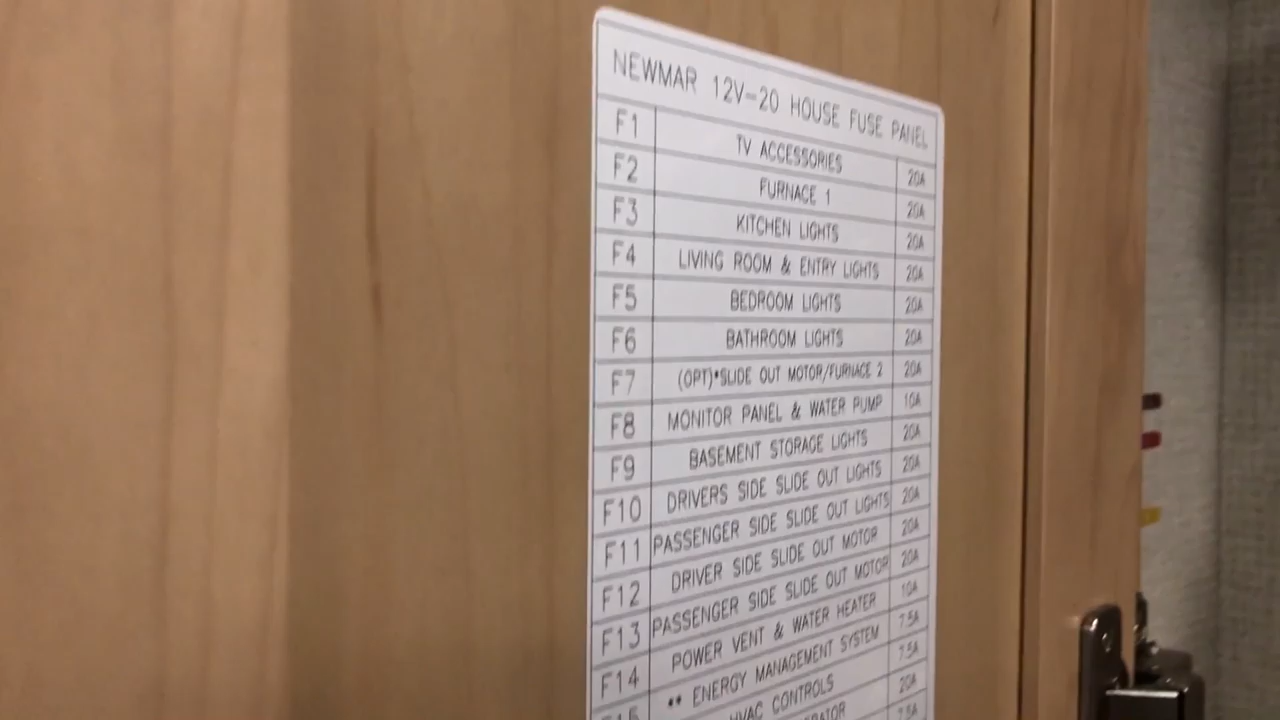 NEWMAR 12V-20 HOUSE FUSE PANEL
F1 TV ACCESSORIES 20A
F2 FURNACE 1 20A
F3 KITCHEN LIGHTS 20A
F4 LIVING ROOM & ENTRY LIGHTS 20A
F5 BEDROOM LIGHTS 20A
F6 BATHROOM LIGHTS 20A
F7 (OPT)*SLIDE OUT MOTOR/FURNACE 2 20A
F8 MONITOR PANEL & WATER PUMP 10A
F9 BASEMENT STORAGE LIGHTS 20A
F10 DRIVERS SIDE SLIDE OUT LIGHTS 20A
F11 PASSENGER SIDE SLIDE OUT LIGHTS 20A
F12 DRIVER SIDE SLIDE OUT MOTOR 20A
F13 PASSENGER SIDE SLIDE OUT MOTOR 20A
F14 POWER VENT & WATER HEATER 10A
F15 ** ENERGY MANAGEMENT SYSTEM 7.5A
HVAC CONTROLS 7.5A
20A
7.5A